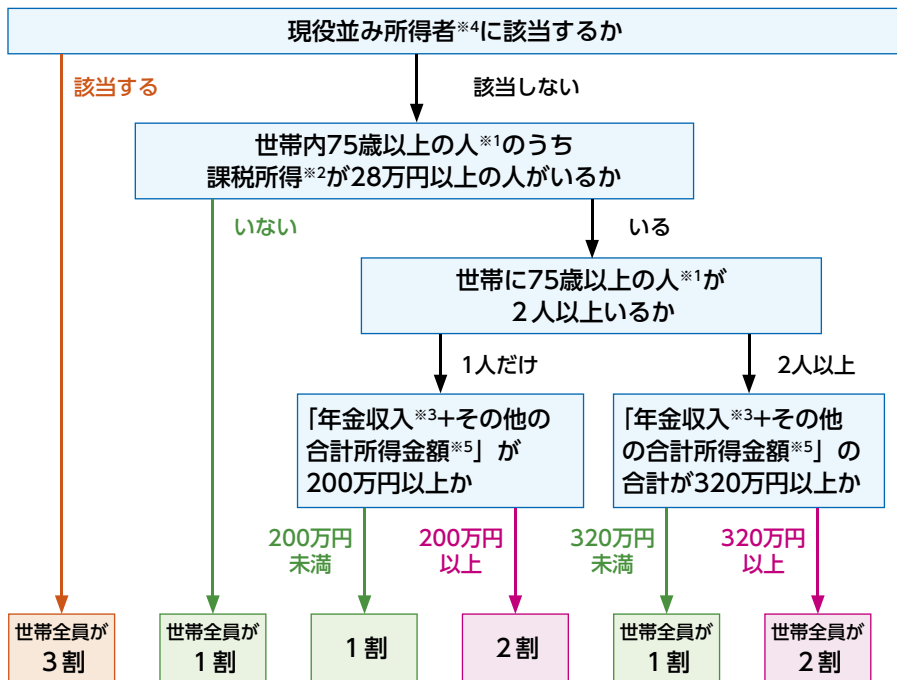 現役並み所得者※4に該当するか
該当する
該当しない
世帯内75歳以上の人※1のうち
課税所得※2が28万円以上の人がいるか
いない
いる
世帯に75歳以上の人※1が
2人以上いるか
1人だけ
2人以上
「年金収入※3+その他の
合計所得金額※5」が
200万円以上か
「年金収入※3+その他
の合計所得金額※5」の
合計が320万円以上か
200万円
未満
200万円
以上
320万円
未満
320万円
以上
世帯全員が
3割
世帯全員が
1割
1割
2割
世帯全員が
1割
世帯全員が
2割